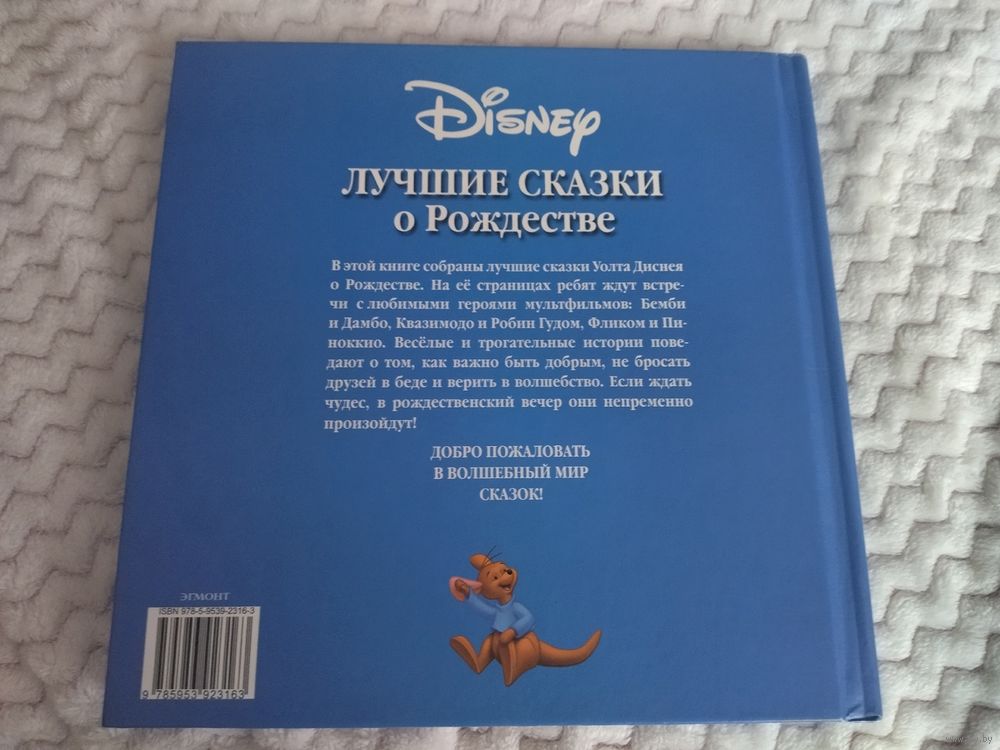 Disney
ЛУЧШИЕ СКАЗКИ
о Рождестве
В этой книге собраны лучшие сказки Уолта Диснея
о Рождестве. На её страницах ребят ждут встре-
чи с любимыми героями мультфильмов: Бемби
и Дамбо, Квазимодо и Робин Гудом, Фликом и Пи-
ноккио. Весёлые и трогательные истории пове-
дают о том, как важно быть добрым, не бросать
друзей в беде и верить в волшебство. Если ждать
чудес, в рождественский вечер они непременно
произойдут!
ДОБРО ПОЖАЛОВАТЬ
В ВОЛШЕБНЫЙ МИР
СКАЗОК!
ЭГМОНТ
ISBN 978-5-9539-2316-3
9 785953 923163